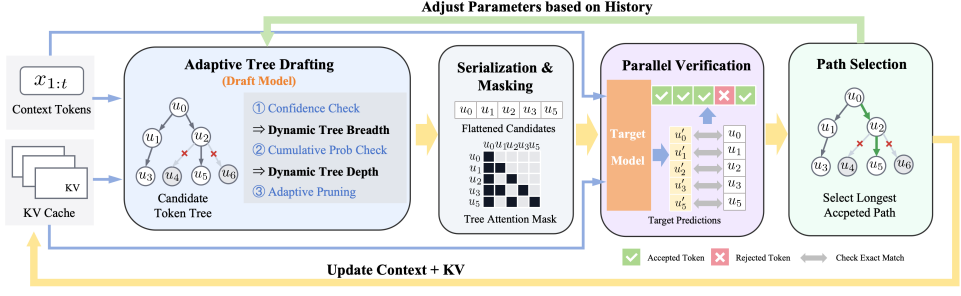 Adjust Parameters based on History
x1:t
Context Tokens
KV
KV Cache
Adaptive Tree Drafting
(Draft Model)
u0
u1
u2
u3
u4
u5
u6
Candidate
Token Tree
① Confidence Check
⇒ Dynamic Tree Breadth
② Cumulative Prob Check
⇒ Dynamic Tree Depth
③ Adaptive Pruning
Serialization &
Masking
u0 u1 u2 u3 u5
Flattened Candidates
u0 u1 u2 u3 u5
u0
u1
u2
u3
u5
Tree Attention Mask
Parallel Verification
Target
Model
u′0 u0
u′1 u1
u′2 u2
u′3 u3
u′5 u5
Target Predictions
Path Selection
u0
u1
u2
u3
u4
u5
u6
Select Longest
Accpeted Path
Accepted Token
Rejected Token
Check Exact Match
Update Context + KV